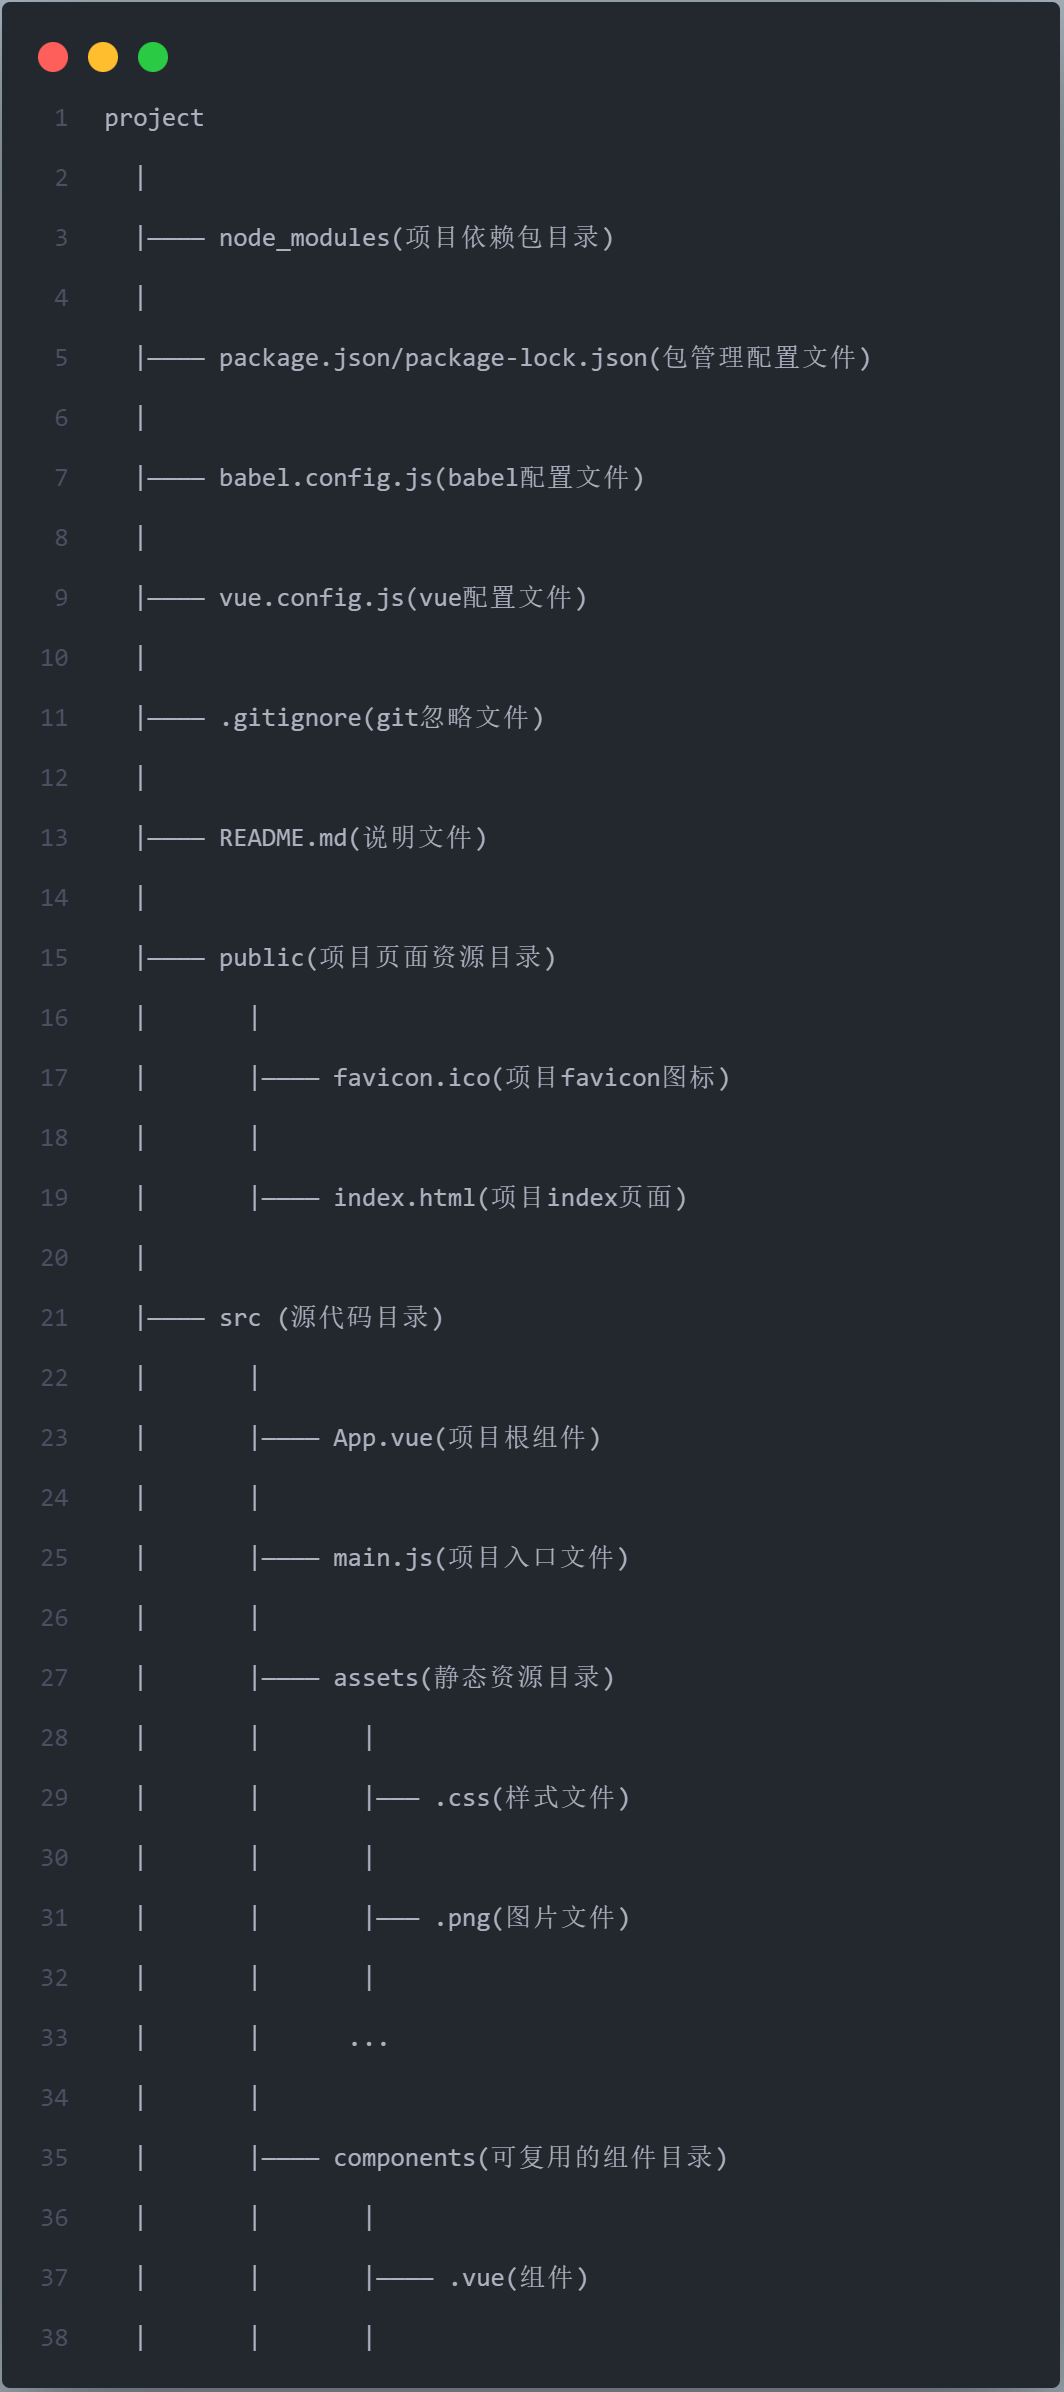 1 project
2 |
3 |———— node_modules(项目依赖包目录)
4 |
5 |———— package.json/package-lock.json(包管理配置文件)
6 |
7 |———— babel.config.js(babel配置文件)
8 |
9 |———— vue.config.js(vue配置文件)
10 |
11 |———— .gitignore(git忽略文件)
12 |
13 |———— README.md(说明文件)
14 |
15 |———— public(项目页面资源目录)
16 | |
17 | |———— favicon.ico(项目favicon图标)
18 | |
19 | |———— index.html(项目index页面)
20 |
21 |———— src (源代码目录)
22 | |
23 | |———— App.vue(项目根组件)
24 | |
25 | |———— main.js(项目入口文件)
26 | |
27 | |———— assets(静态资源目录)
28 | | |
29 | | |——— .css(样式文件)
30 | | |
31 | | |——— .png(图片文件)
32 | | |
33 | | ...
34 | |
35 | |———— components(可复用的组件目录)
36 | | |
37 | | |———— .vue(组件)
38 | | |